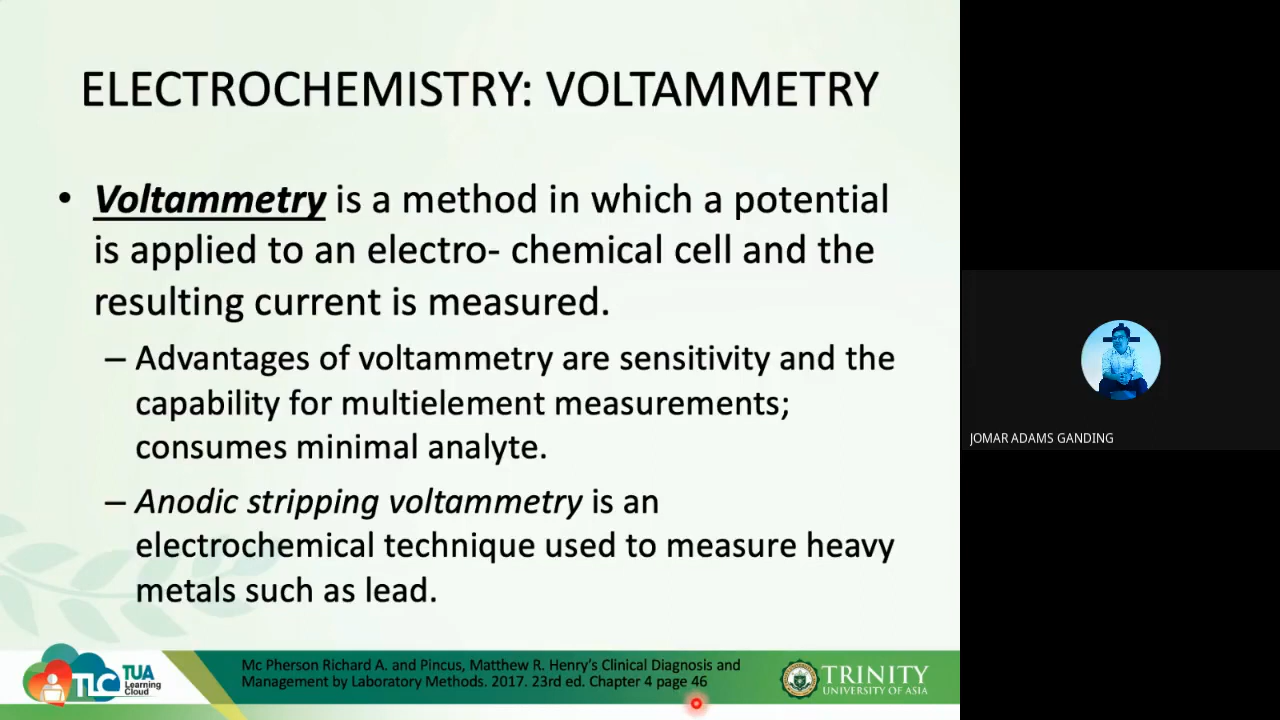 ELECTROCHEMISTRY: VOLTAMMETRY
• Voltammetry is a method in which a potential
is applied to an electro- chemical cell and the
resulting current is measured.
– Advantages of voltammetry are sensitivity and the
capability for multielement measurements;
consumes minimal analyte.
– Anodic stripping voltammetry is an
electrochemical technique used to measure heavy
metals such as lead.
JOMAR ADAMS GANDING
TLC
TUA
Learning
Cloud
Mc Pherson Richard A. and Pincus, Matthew R. Henry's Clinical Diagnosis and
Management by Laboratory Methods. 2017. 23rd ed. Chapter 4 page 46
TRINITY
UNIVERSITY OF ASIA